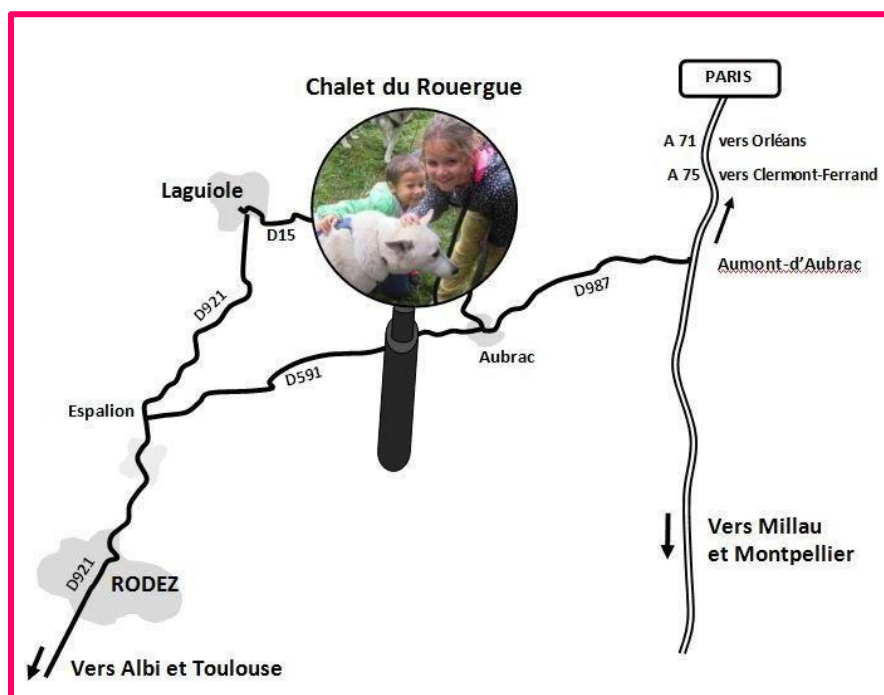 PARIS
Chalet du Rouergue
A 71 vers Orléans
A 75 vers Clermont-Ferrand
Laguiole
D15
Aumont-d'Aubrac
D987
D921
Aubrac
D591
Espalion
Vers Millau
et Montpellier
D921
RODEZ
Vers Albi et Toulouse